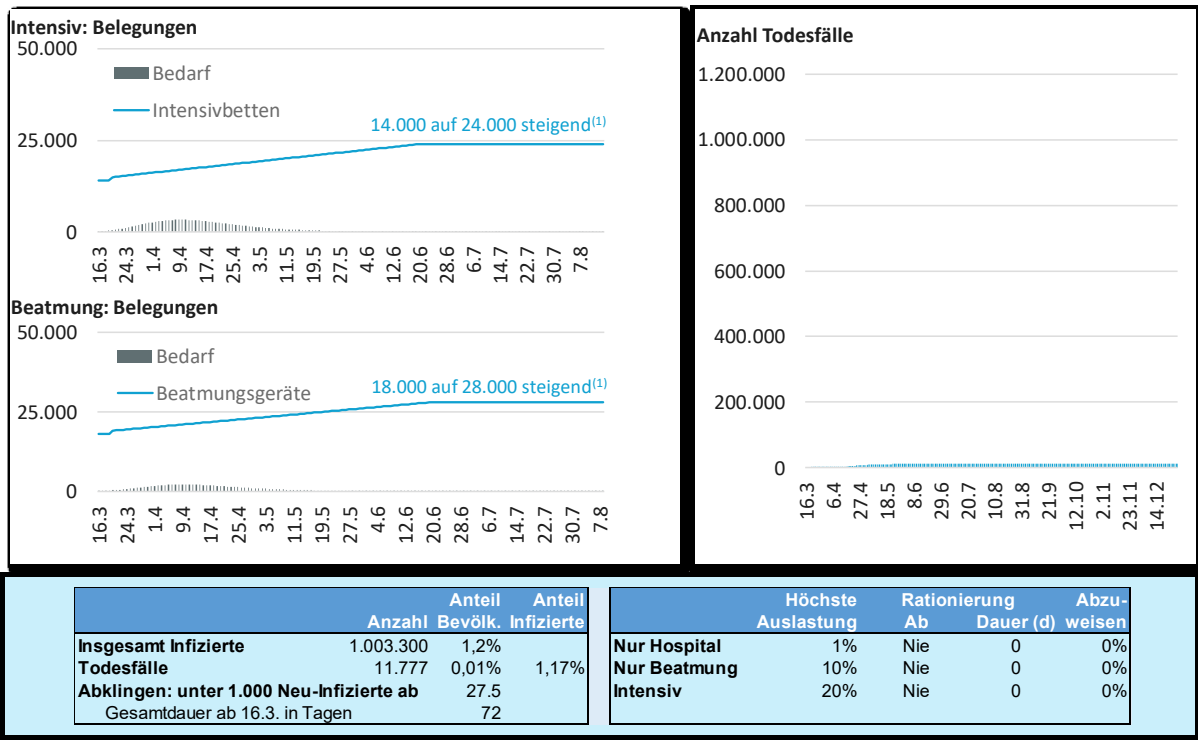 Intensiv: Belegungen
50.000
Bedarf
Intensivbetten
14.000 auf 24.000 steigend(1)
25.000
0
16.3 24.3 1.4 9.4 17.4 25.4 3.5 11.5 19.5 27.5 4.6 12.6 20.6 28.6 6.7 14.7 22.7 30.7 7.8
Beatmung: Belegungen
50.000
Bedarf
Beatmungsgeräte
18.000 auf 28.000 steigend(1)
25.000
0
16.3 24.3 1.4 9.4 17.4 25.4 3.5 11.5 19.5 27.5 4.6 12.6 20.6 28.6 6.7 14.7 22.7 30.7 7.8
Anzahl Todesfälle
1.200.000
1.000.000
800.000
600.000
400.000
200.000
0
16.3 6.4 27.4 18.5 8.6 29.6 20.7 10.8 31.8 21.9 12.10 2.11 23.11 14.12
Anteil Anteil
Anzahl Bevölk. Infizierte
Insgesamt Infizierte 1.003.300 1,2%
Todesfälle 11.777 0,01% 1,17%
Abklingen: unter 1.000 Neu-Infizierte ab 27.5
Gesamtdauer ab 16.3. in Tagen 72
Höchste Rationierung Abzu-
Auslastung Ab Dauer (d) weisen
Nur Hospital 1% Nie 0 0%
Nur Beatmung 10% Nie 0 0%
Intensiv 20% Nie 0 0%